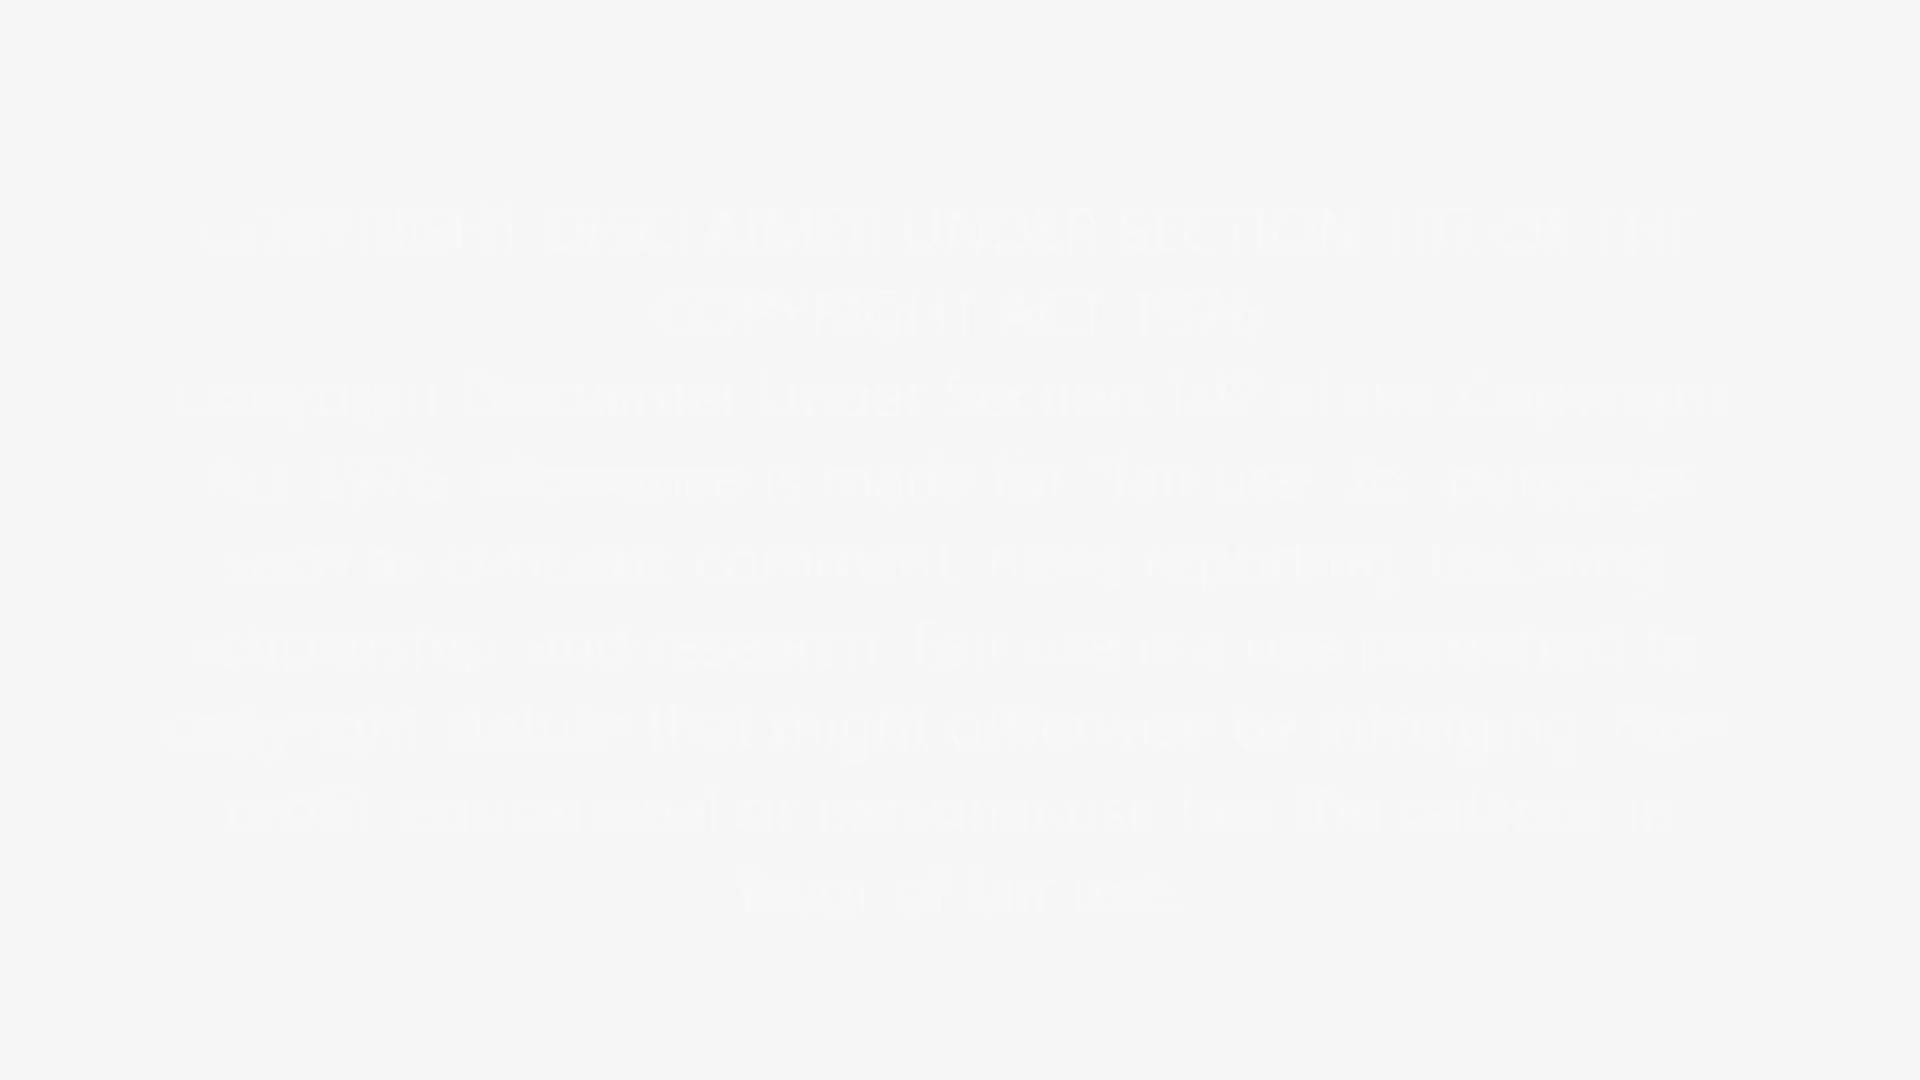 COPYRIGHT DISCLAIMER UNDER SECTION 107 OF THE
COPYRIGHT ACT 1976
Copyright Disclaimer Under Section 107 of the Copyright
Act 1976, allowance is made for "fair use" for purposes
such as criticism, comment, news reporting, teaching,
scholarship, and research. Fair use is a use permitted by
copyright statute that might otherwise be infringing. Non-
profit, educational or personal use tips the balance in
favor of fair use.